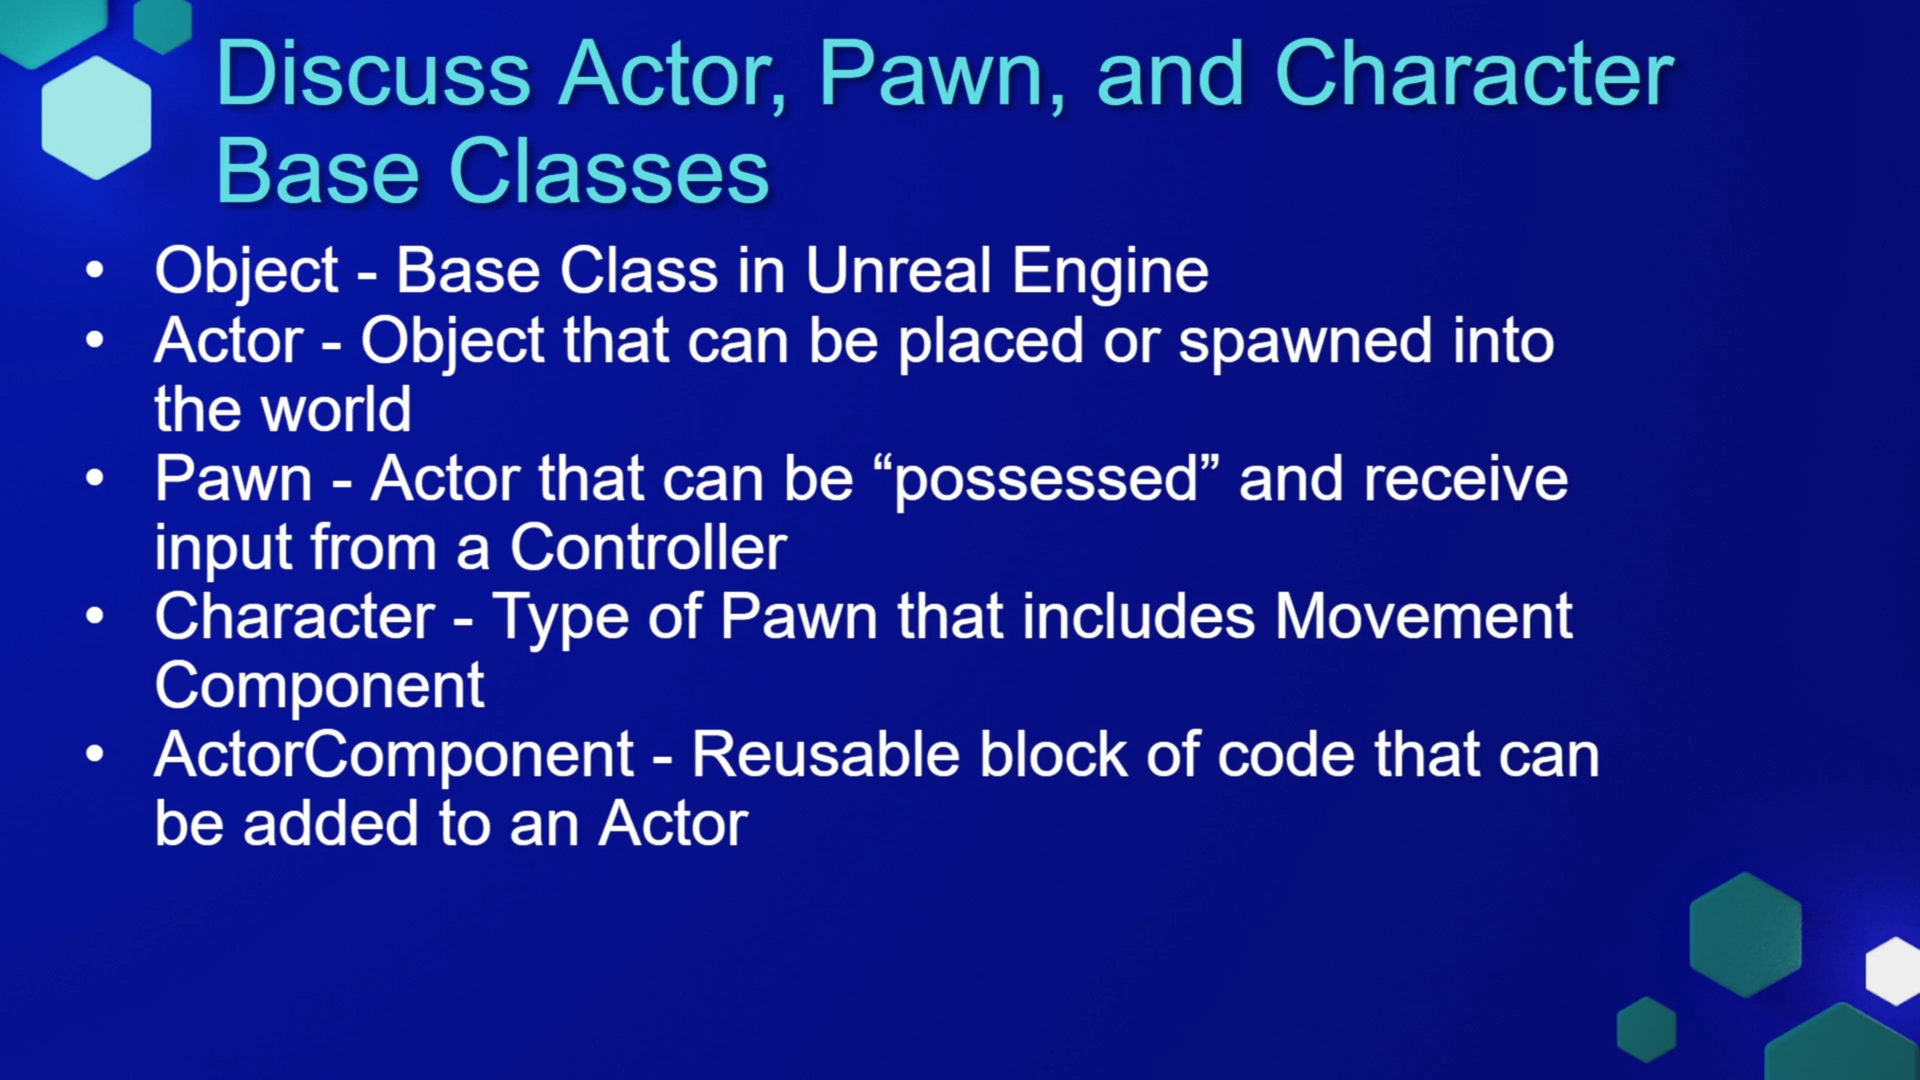 Discuss Actor, Pawn, and Character
Base Classes
• Object - Base Class in Unreal Engine
• Actor - Object that can be placed or spawned into
the world
• Pawn - Actor that can be “possessed” and receive
input from a Controller
• Character - Type of Pawn that includes Movement
Component
• ActorComponent - Reusable block of code that can
be added to an Actor